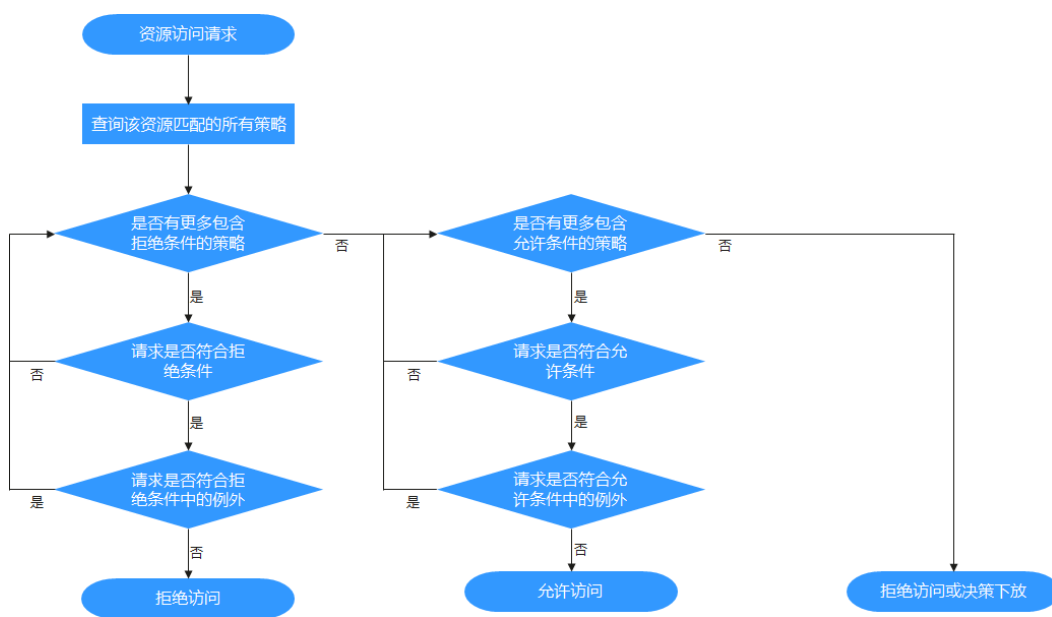 资源访问请求
查询该资源匹配的所有策略
是否有更多包含
拒绝条件的策略
否
是否有更多包含
允许条件的策略
否
是
是
请求是否符合拒
绝条件
否
请求是否符合允
许条件
否
是
是
请求是否符合拒
绝条件中的例外
是
请求是否符合允
许条件中的例外
是
否
否
拒绝访问
允许访问
拒绝访问或决策下放